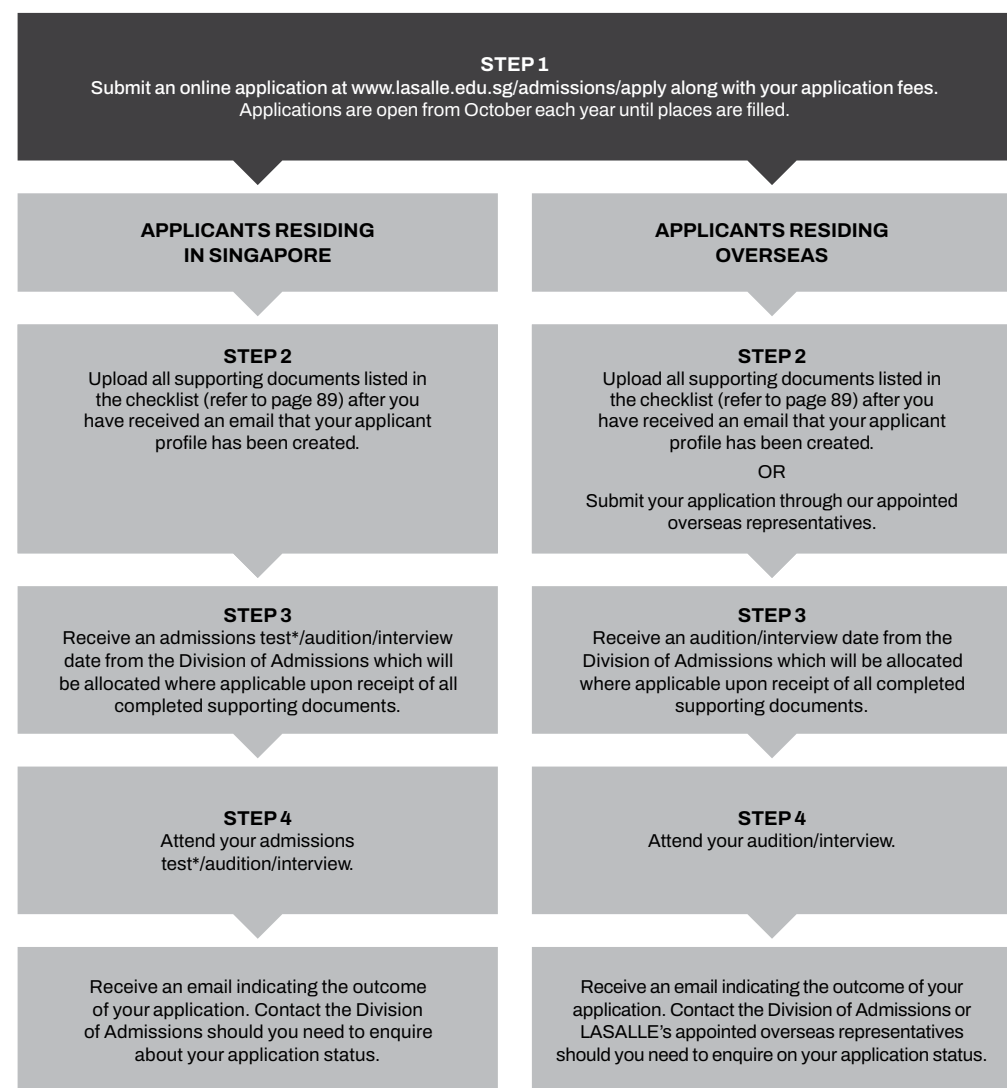 STEP 1
Submit an online application at www.lasalle.edu.sg/admissions/apply along with your application fees.
Applications are open from October each year until places are filled.
APPLICANTS RESIDING
IN SINGAPORE
STEP 2
Upload all supporting documents listed in
the checklist (refer to page 89) after you
have received an email that your applicant
profile has been created.
STEP 3
Receive an admissions test*/audition/interview
date from the Division of Admissions which will
be allocated where applicable upon receipt of all
completed supporting documents.
STEP 4
Attend your admissions
test*/audition/interview.
Receive an email indicating the outcome
of your application. Contact the Division
of Admissions should you need to enquire
about your application status.
APPLICANTS RESIDING
OVERSEAS
STEP 2
Upload all supporting documents listed in
the checklist (refer to page 89) after you
have received an email that your applicant
profile has been created.
OR
Submit your application through our appointed
overseas representatives.
STEP 3
Receive an audition/interview date from the
Division of Admissions which will be allocated
where applicable upon receipt of all completed
supporting documents.
STEP 4
Attend your audition/interview.
Receive an email indicating the outcome of your
application. Contact the Division of Admissions or
LASALLE’s appointed overseas representatives
should you need to enquire on your application status.